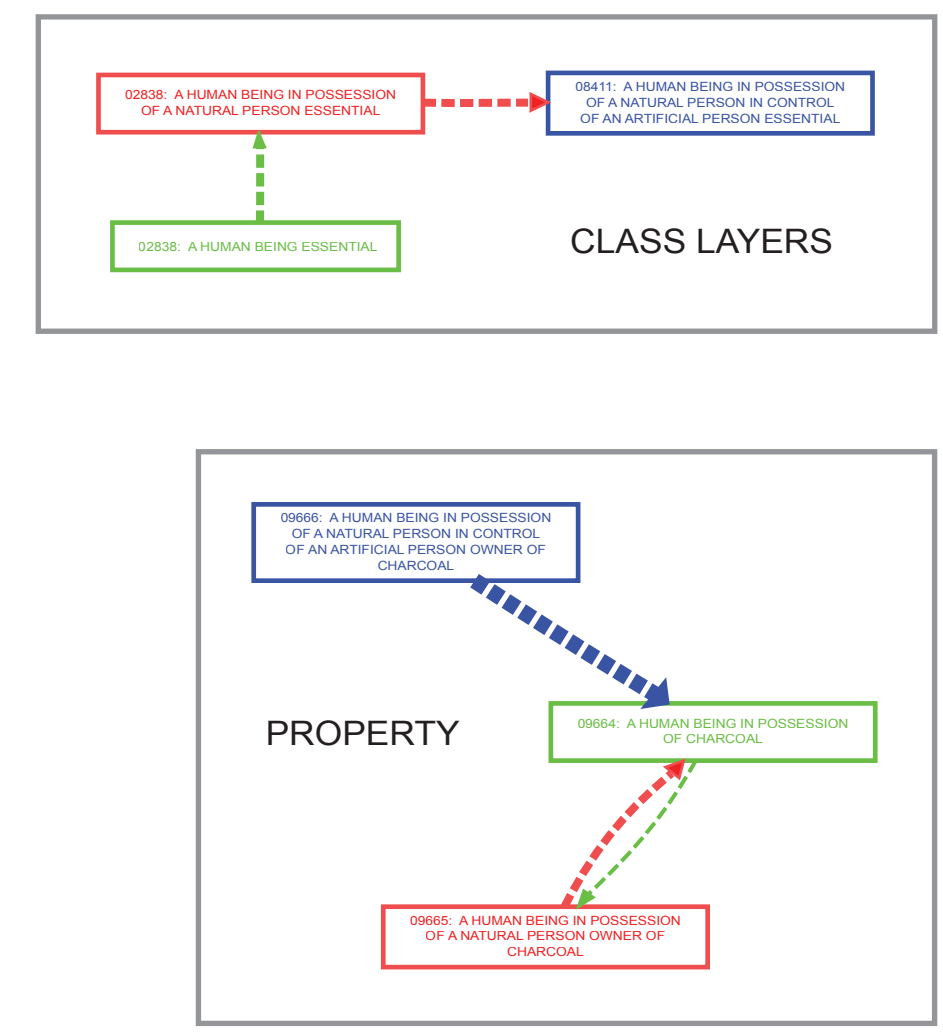 02838: A HUMAN BEING IN POSSESSION
OF A NATURAL PERSON ESSENTIAL
08411: A HUMAN BEING IN POSSESSION
OF A NATURAL PERSON IN CONTROL
OF AN ARTIFICIAL PERSON ESSENTIAL
02838: A HUMAN BEING ESSENTIAL
CLASS LAYERS
09666: A HUMAN BEING IN POSSESSION
OF A NATURAL PERSON IN CONTROL
OF AN ARTIFICIAL PERSON OWNER OF
CHARCOAL
PROPERTY
09664: A HUMAN BEING IN POSSESSION
OF CHARCOAL
09665: A HUMAN BEING IN POSSESSION
OF A NATURAL PERSON OWNER OF
CHARCOAL